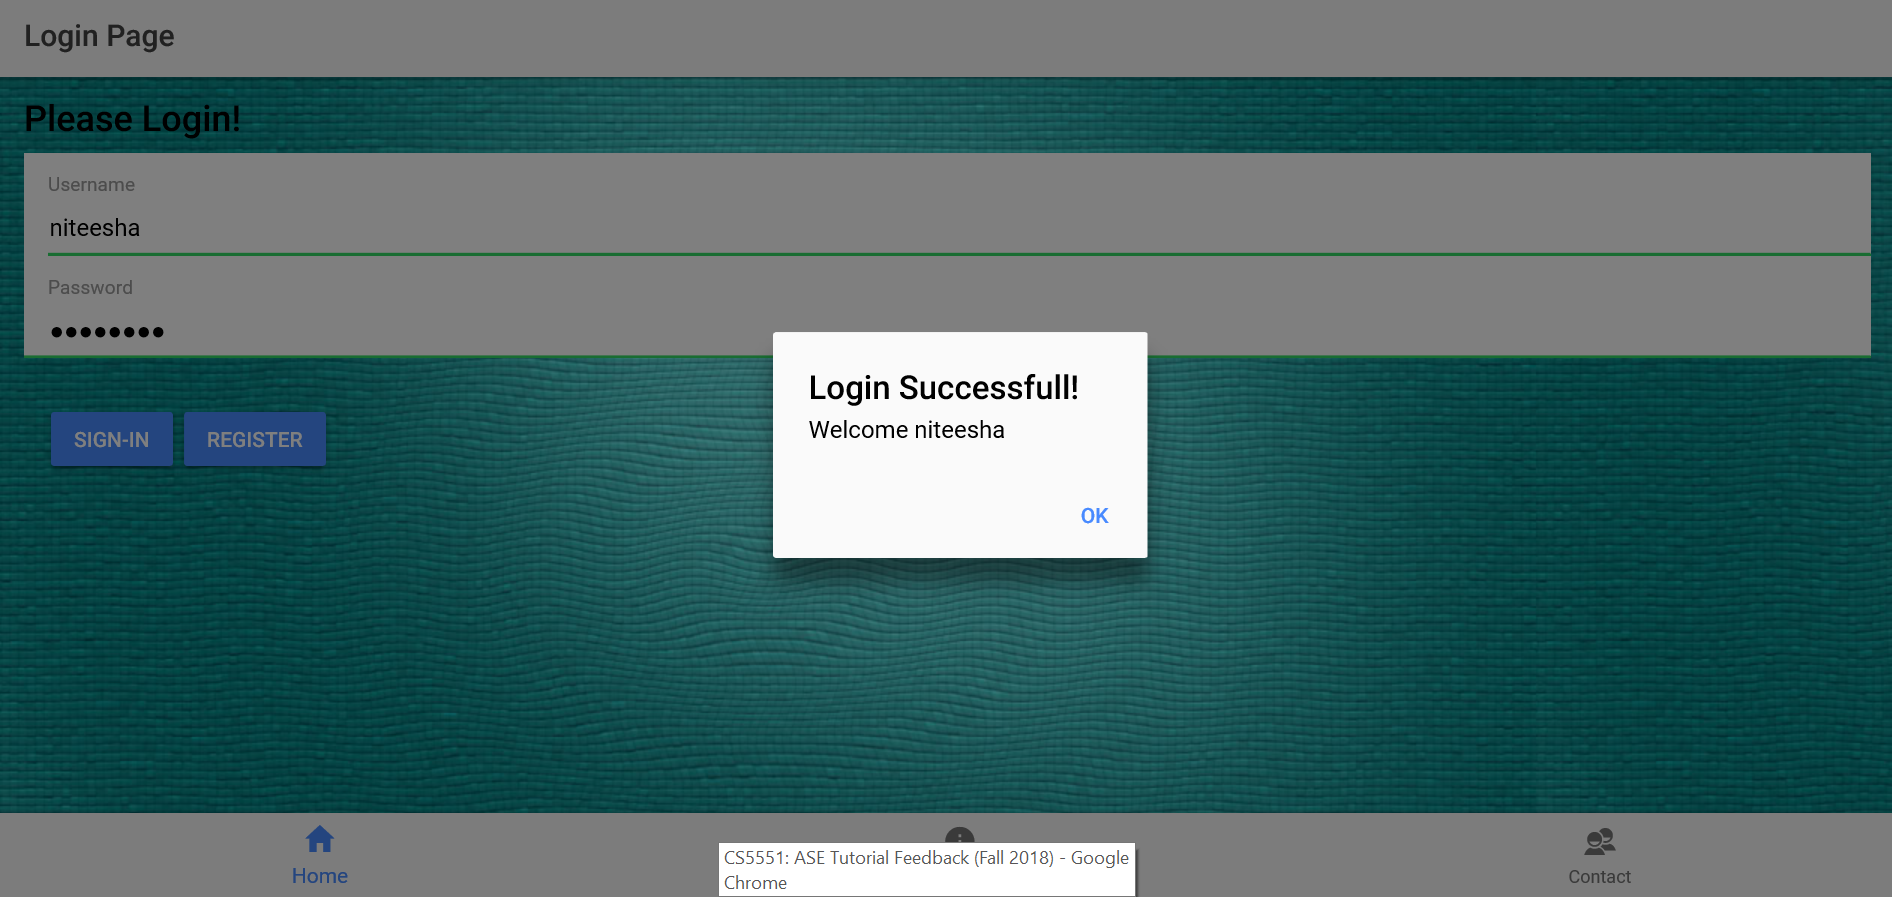 Login Page
Please Login!
Username
niteesha
Password
SIGN-IN REGISTER
Login Successfull!
Welcome niteesha
OK
Home
CS5551: ASE Tutorial Feedback (Fall 2018) - Google
Chrome
Contact